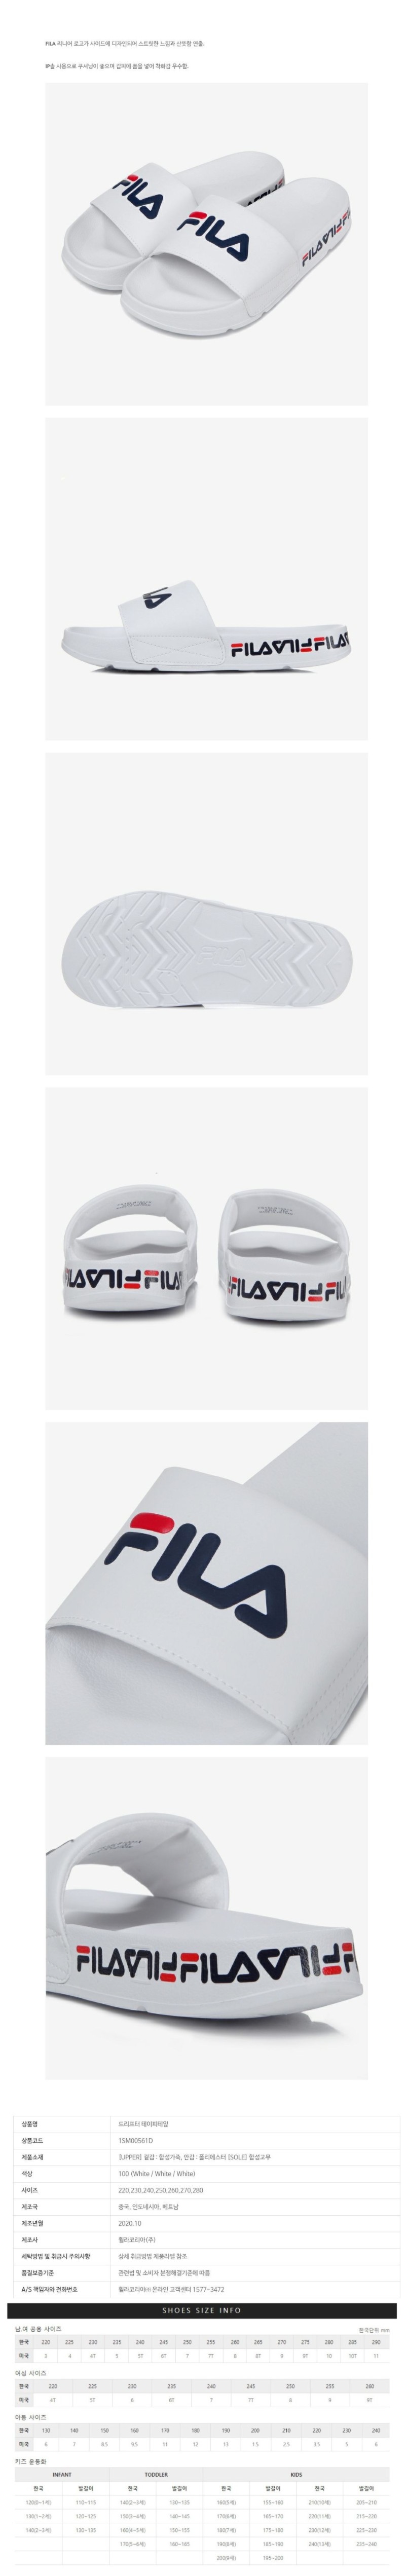 FILA 리니어 로고가 사이드에 디자인되어 스트릿한 느낌과 산뜻함 연출.
IP솔 사용으로 쿠셔닝이 좋으며 갑피에 폼을 넣어 착화감 우수함.
FILA
FILA
상품명 드리프터 테이피테일
상품코드 1SM00561D
제품소재 [UPPER] 겉감 : 합성가죽, 안감 : 폴리에스터 [SOLE] 합성고무
색상 100 (White / White / White)
사이즈 220,230,240,250,260,270,280
제조국 중국, 인도네시아, 베트남
제조년월 2020.10
제조사 휠라코리아(주)
세탁방법 및 취급시 주의사항 상세 취급방법 제품라벨 참조
품질보증기준 관련법 및 소비자 분쟁해결기준에 따름
A/S 책임자와 전화번호 휠라코리아㈜ 온라인 고객센터 1577-3472
SHOES SIZE INFO
남,여 공용 사이즈 한국단위 mm
한국 220 225 230 235 240 245 250 255 260 265 270 275 280 285 290
미국 3 4 4T 5 5T 6T 7 7T 8 8T 9 9T 10 10T 11
여성 사이즈
한국 220 225 230 235 240 245 250 255 260
미국 4T 5T 6 6T 7 7T 8 9 9T
아동 사이즈
한국 130 140 150 160 170 180 190 200 210 220 230 240
미국 6 7 8.5 9.5 11 12 13 1.5 2.5 3.5 5 6
키즈 운동화
INFANT TODDLER KIDS
한국 발길이 한국 발길이 한국 발길이 한국 발길이
120(0~1세) 110~115 140(2~3세) 130~135 160(5세) 155~160 210(10세) 205~210
130(1~2세) 120~125 150(3~4세) 140~145 170(6세) 165~170 220(11세) 215~220
140(2~3세) 130~135 160(4~5세) 150~155 180(7세) 175~180 230(12세) 225~230
170(5~6세) 160~165 190(8세) 185~190 240(13세) 235~240
200(9세) 195~200